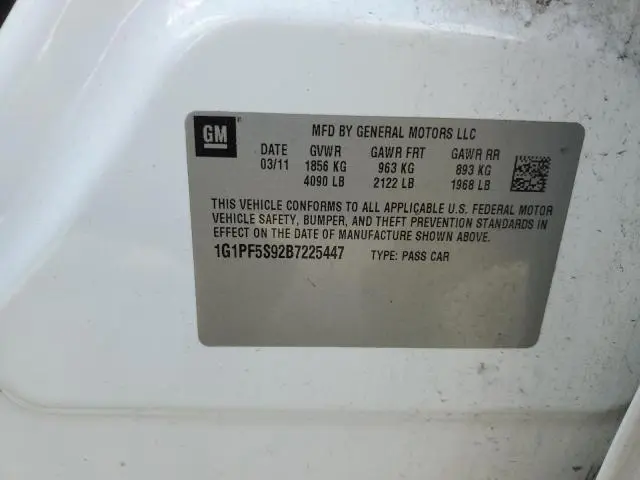 GM
MFD BY GENERAL MOTORS LLC
DATE GVWR GAWR FRT GAWR RR
03/11 1856 KG 963 KG 893 KG
4090 LB 2122 LB 1968 LB
THIS VEHICLE CONFORMS TO ALL APPLICABLE U.S. FEDERAL MOTOR
VEHICLE SAFETY, BUMPER, AND THEFT PREVENTION STANDARDS IN
EFFECT ON THE DATE OF MANUFACTURE SHOWN ABOVE.
1G1PF5S92B7225447 TYPE: PASS CAR